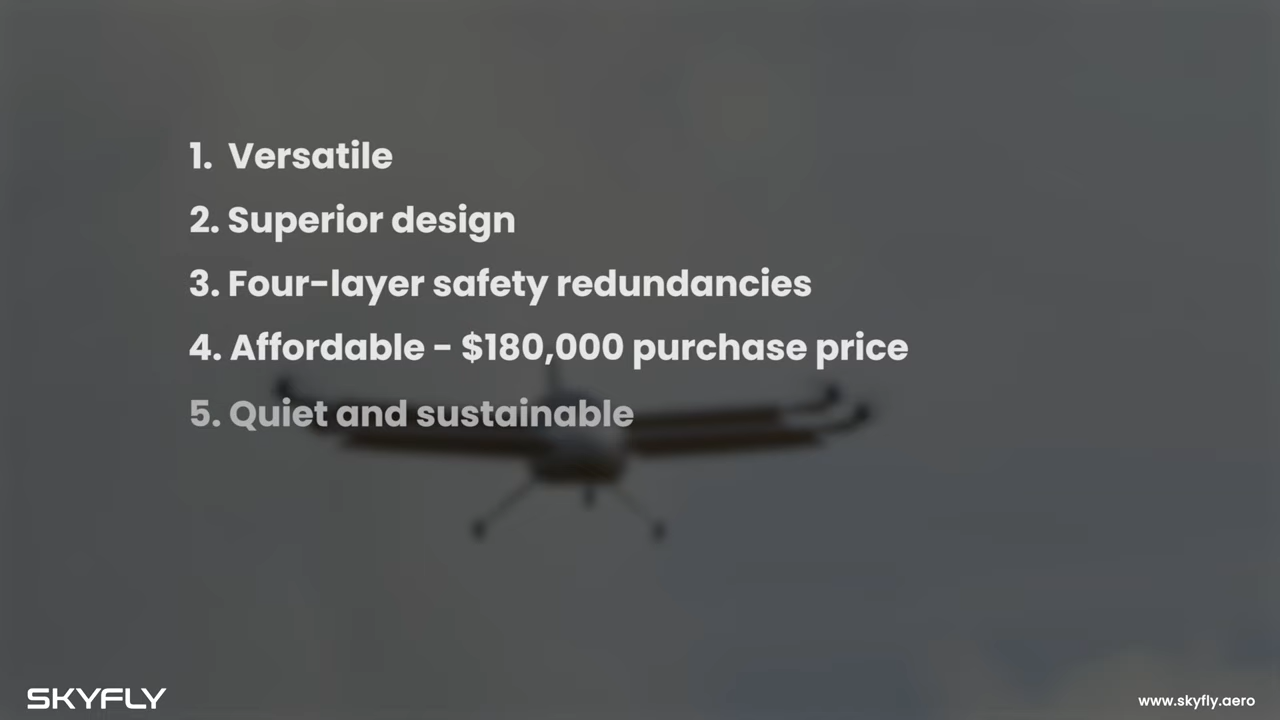 1. Versatile
2. Superior design
3. Four-layer safety redundancies
4. Affordable - $180,000 purchase price
5. Quiet and sustainable
SKYFLY
www.skyfly.aero